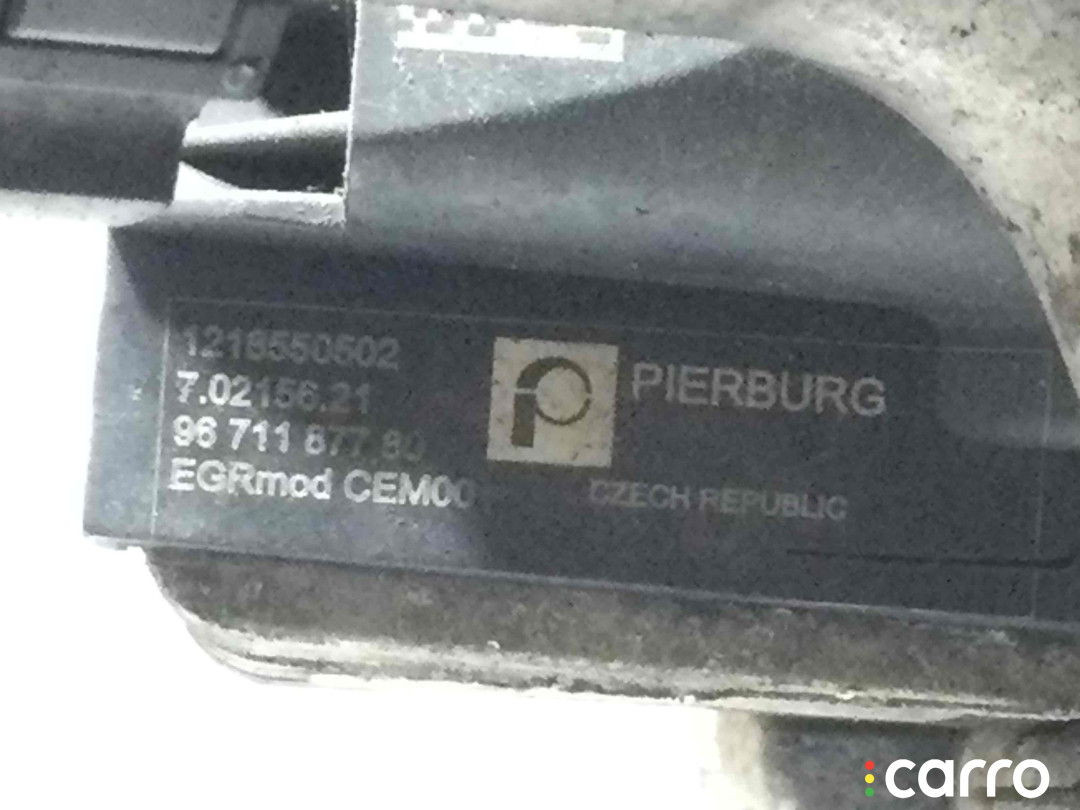 1218550502
7.02156.21
96 711 877 80
EGRmod CEM00
PIERBURG
CZECH REPUBLIC
carro